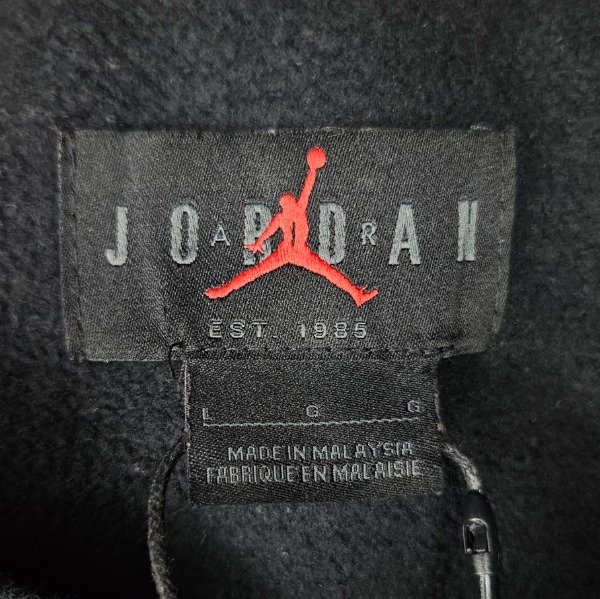 JORDAN
AIR
EST. 1985
L G G
MADE IN MALAYSIA
FABRIQUE EN MALAISIE